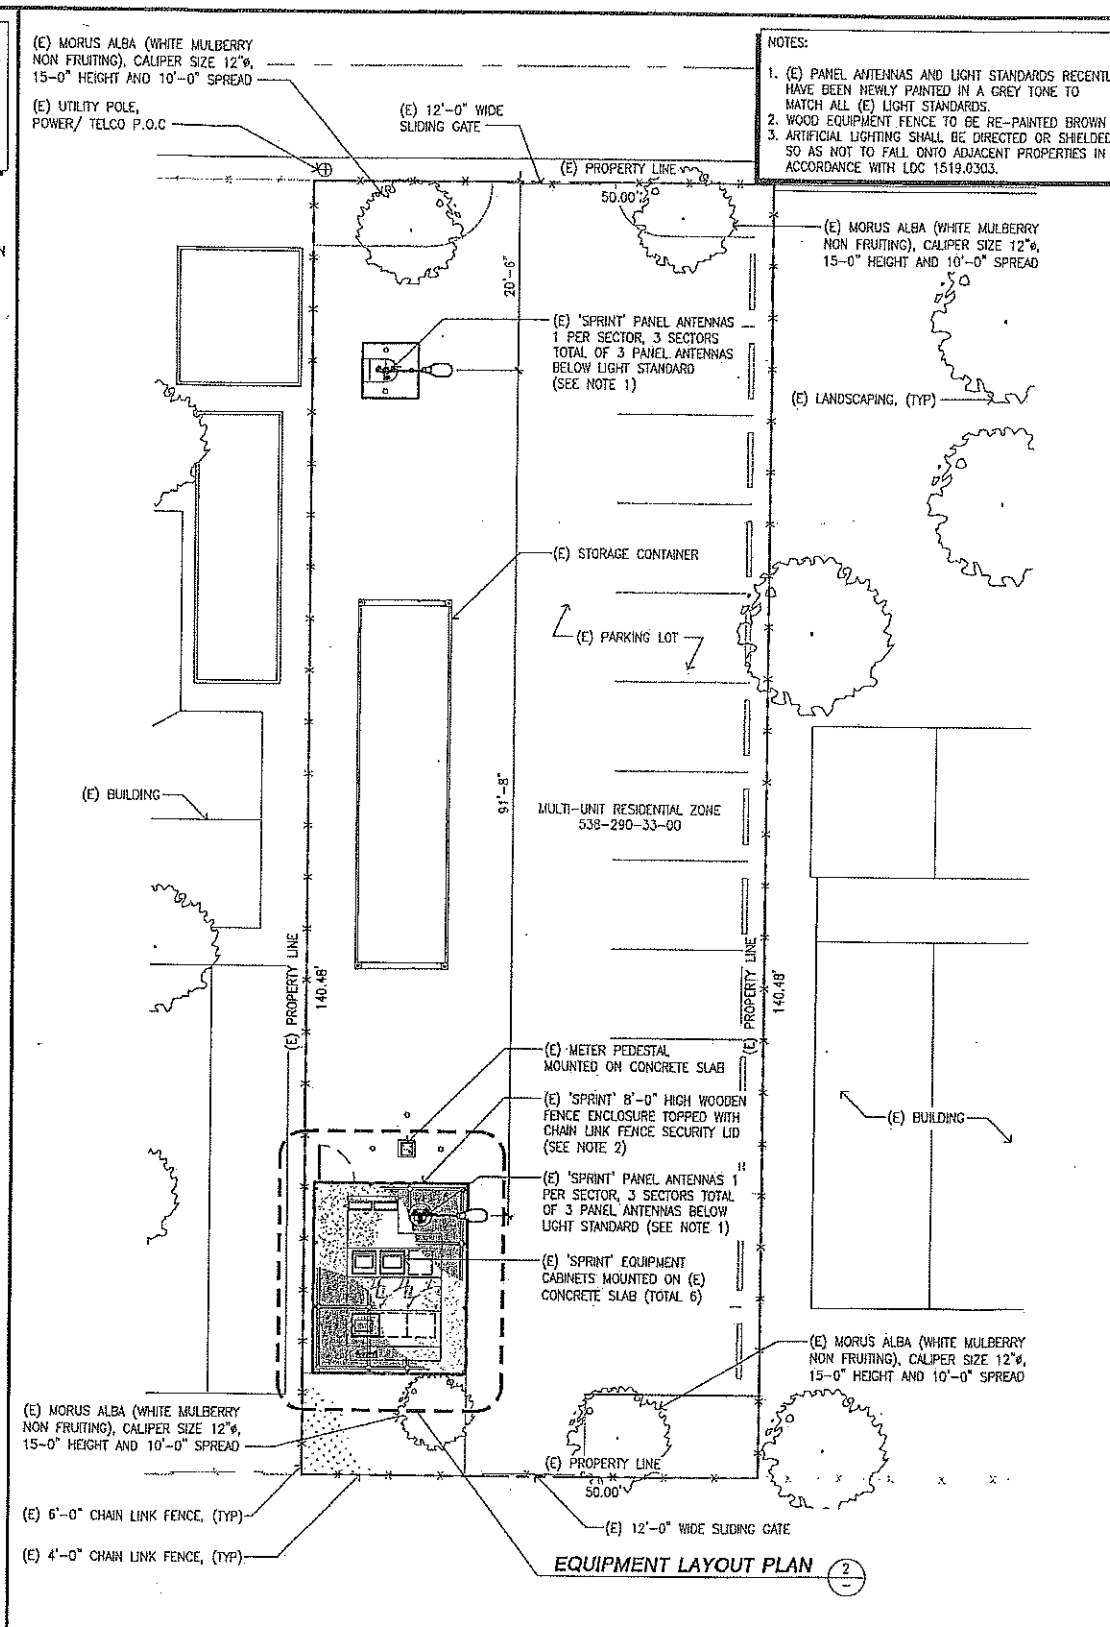 (E) MORUS ALBA (WHITE MULBERRY
NON FRUITING), CALIPER SIZE 12"ø,
15-0" HEIGHT AND 10'-0" SPREAD
(E) UTILITY POLE,
POWER/ TELCO P.O.C
(E) 12'-0" WIDE
SLIDING GATE
NOTES:
1. (E) PANEL ANTENNAS AND LIGHT STANDARDS RECENTL
HAVE BEEN NEWLY PAINTED IN A GREY TONE TO
MATCH ALL (E) LIGHT STANDARDS.
2. WOOD EQUIPMENT FENCE TO BE RE-PAINTED BROWN
3. ARTIFICIAL LIGHTING SHALL BE DIRECTED OR SHIELDED
SO AS NOT TO FALL ONTO ADJACENT PROPERTIES IN
ACCORDANCE WITH LDC 1519.0303.
(E) PROPERTY LINE
50.00'
(E) MORUS ALBA (WHITE MULBERRY
NON FRUITING), CALIPER SIZE 12"ø,
15-0" HEIGHT AND 10'-0" SPREAD
20'-6"
(E) 'SPRINT' PANEL ANTENNAS
1 PER SECTOR, 3 SECTORS
TOTAL OF 3 PANEL ANTENNAS
BELOW LIGHT STANDARD
(SEE NOTE 1)
(E) LANDSCAPING, (TYP)
(E) STORAGE CONTAINER
(E) PARKING LOT
91'-8"
(E) BUILDING
MULTI-UNIT RESIDENTIAL ZONE
538-290-33-00
(E) PROPERTY LINE
140.48'
(E) PROPERTY LINE
140.48'
(E) METER PEDESTAL
MOUNTED ON CONCRETE SLAB
(E) 'SPRINT' 8'-0" HIGH WOODEN
FENCE ENCLOSURE TOPPED WITH
CHAIN LINK FENCE SECURITY LID
(SEE NOTE 2)
(E) BUILDING
(E) 'SPRINT' PANEL ANTENNAS 1
PER SECTOR, 3 SECTORS TOTAL
OF 3 PANEL ANTENNAS BELOW
LIGHT STANDARD (SEE NOTE 1)
(E) 'SPRINT' EQUIPMENT
CABINETS MOUNTED ON (E)
CONCRETE SLAB (TOTAL 6)
(E) MORUS ALBA (WHITE MULBERRY
NON FRUITING), CALIPER SIZE 12"ø,
15-0" HEIGHT AND 10'-0" SPREAD
(E) MORUS ALBA (WHITE MULBERRY
NON FRUITING), CALIPER SIZE 12"ø,
15-0" HEIGHT AND 10'-0" SPREAD
(E) PROPERTY LINE
50.00'
(E) 6'-0" CHAIN LINK FENCE, (TYP)
(E) 12'-0" WIDE SLIDING GATE
(E) 4'-0" CHAIN LINK FENCE, (TYP)
EQUIPMENT LAYOUT PLAN
2